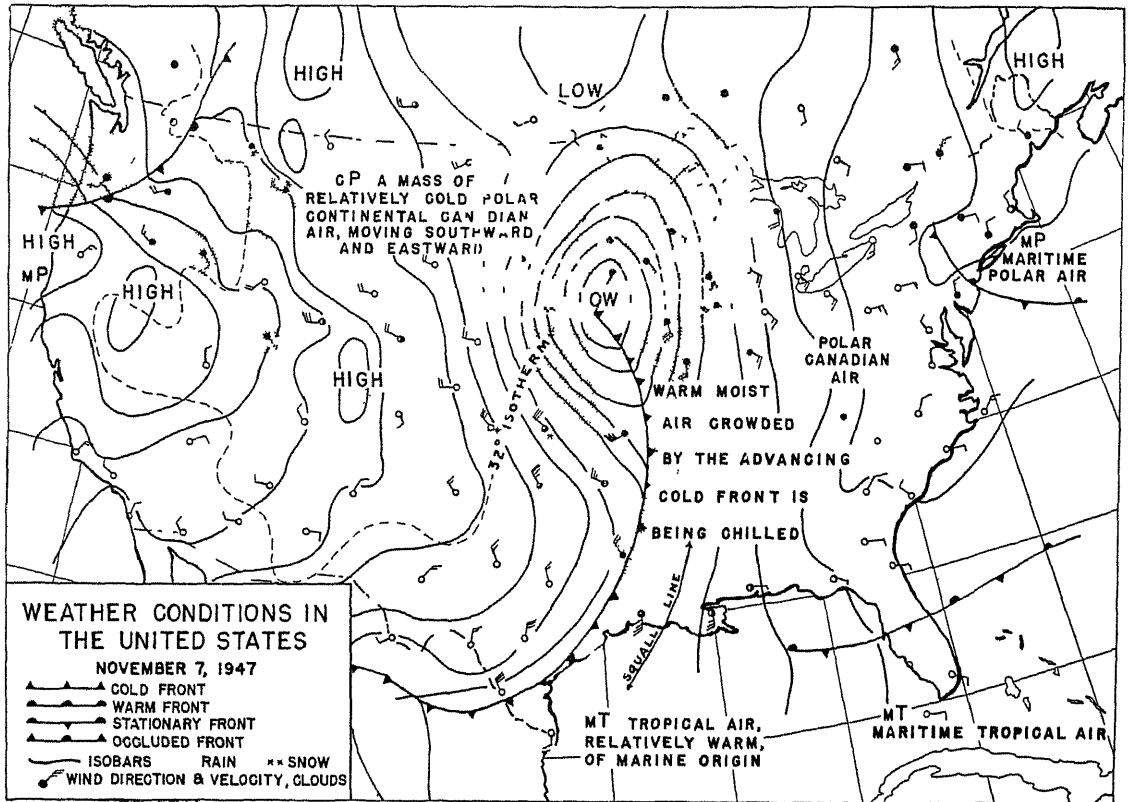 HIGH
LOW
HIGH
CP A MASS OF
RELATIVELY COLD POLAR
CONTINENTAL CAN DIAN
AIR, MOVING SOUTHWARD
AND EASTWARD
HIGH
MP
HIGH
OW
HIGH
32° ISOTHERM
MP
MARITIME
POLAR AIR
POLAR
CANADIAN
AIR
WARM MOIST
AIR CROWDED
BY THE ADVANCING
COLD FRONT IS
BEING CHILLED
SQUALL LINE
MT TROPICAL AIR,
RELATIVELY WARM,
OF MARINE ORIGIN
MT
MARITIME TROPICAL AIR
WEATHER CONDITIONS IN
THE UNITED STATES
NOVEMBER 7, 1947
COLD FRONT
WARM FRONT
STATIONARY FRONT
OCCLUDED FRONT
ISOBARS RAIN ** SNOW
WIND DIRECTION & VELOCITY, CLOUDS